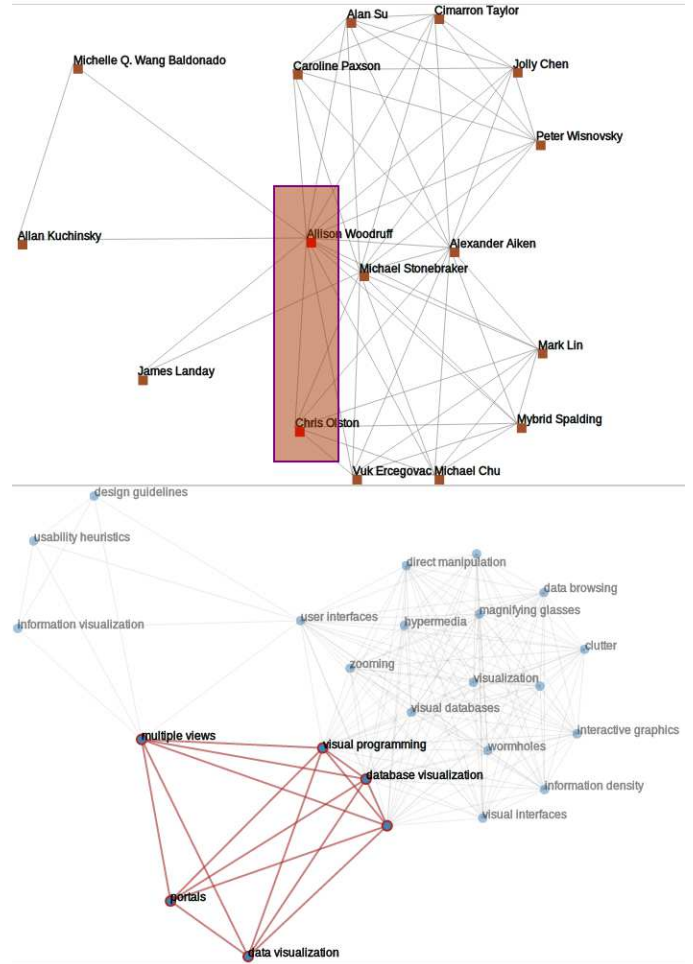 Alan Su
Cimarron Taylor
Michelle Q. Wang Baldonado
Caroline Paxson
Jolly Chen
Peter Wisnovsky
Allan Kuchinsky
Allison Woodruff
Alexander Aiken
Michael Stonebraker
James Landay
Mark Lin
Chris Olston
Mybrid Spalding
Vuk Ercegovac
Michael Chu
design guidelines
usability heuristics
direct manipulation
data browsing
information visualization
user interfaces
hypermedia
magnifying glasses
clutter
zooming
visualization
visual databases
interactive graphics
multiple views
visual programming
wormholes
database visualization
information density
visual interfaces
portals
data visualization